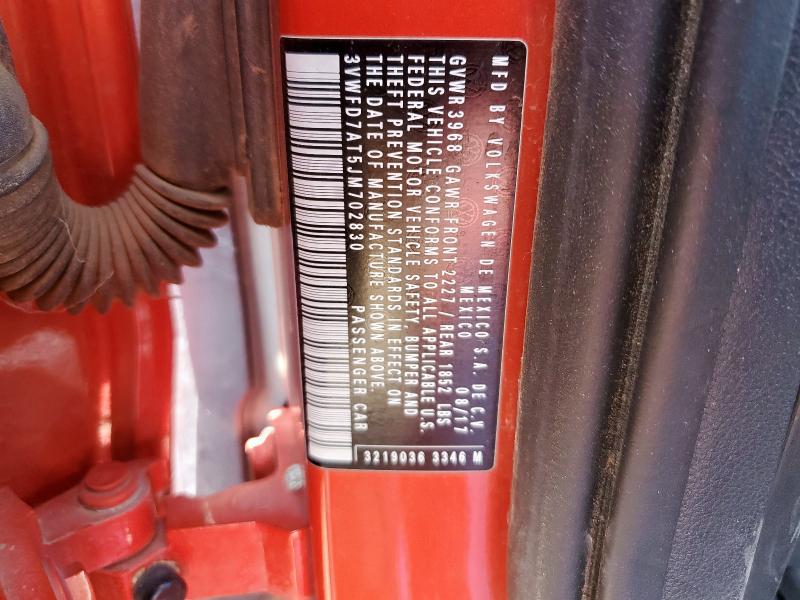 MFD BY VOLKSWAGEN DE MEXICO S.A. DE C.V.
MEXICO 08/17
GVWR 3968 GAWR FRONT 2227 / REAR 1852 LBS
THIS VEHICLE CONFORMS TO ALL APPLICABLE U.S.
FEDERAL MOTOR VEHICLE SAFETY, BUMPER AND
THEFT PREVENTION STANDARDS IN EFFECT ON
THE DATE OF MANUFACTURE SHOWN ABOVE.
3VWFD7AT5JM702830 PASSENGER CAR
3219036 3346 M